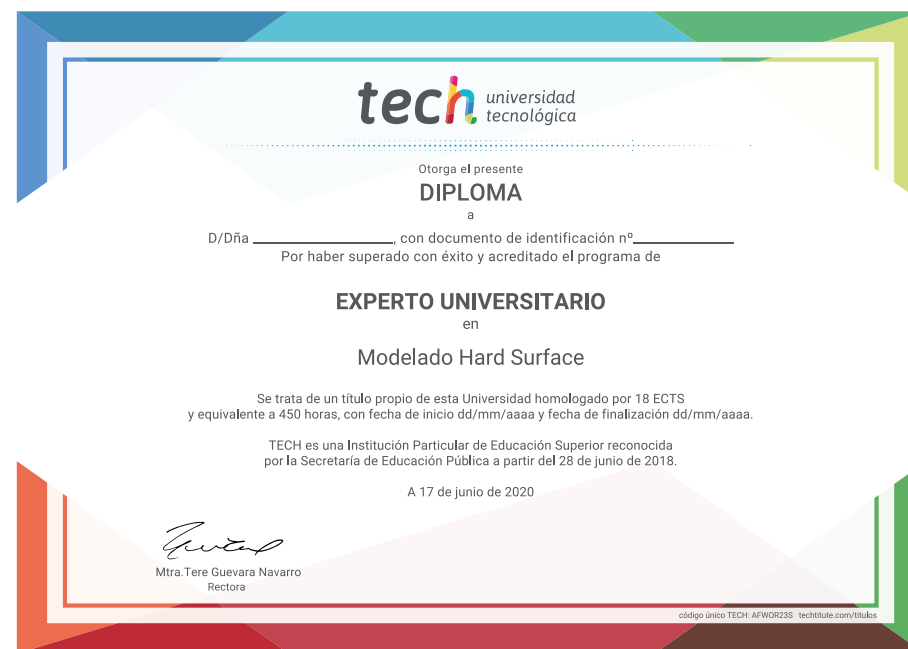 tech universidad
tecnológica
Otorga el presente
DIPLOMA
a
D/Dña ____________________, con documento de identificación nº______________
Por haber superado con éxito y acreditado el programa de
EXPERTO UNIVERSITARIO
en
Modelado Hard Surface
Se trata de un título propio de esta Universidad homologado por 18 ECTS
y equivalente a 450 horas, con fecha de inicio dd/mm/aaaa y fecha de finalización dd/mm/aaaa.
TECH es una Institución Particular de Educación Superior reconocida
por la Secretaría de Educación Pública a partir del 28 de junio de 2018.
A 17 de junio de 2020
Mtra.Tere Guevara Navarro
Rectora
código único TECH: AFWOR23S techtitute.com/titulos